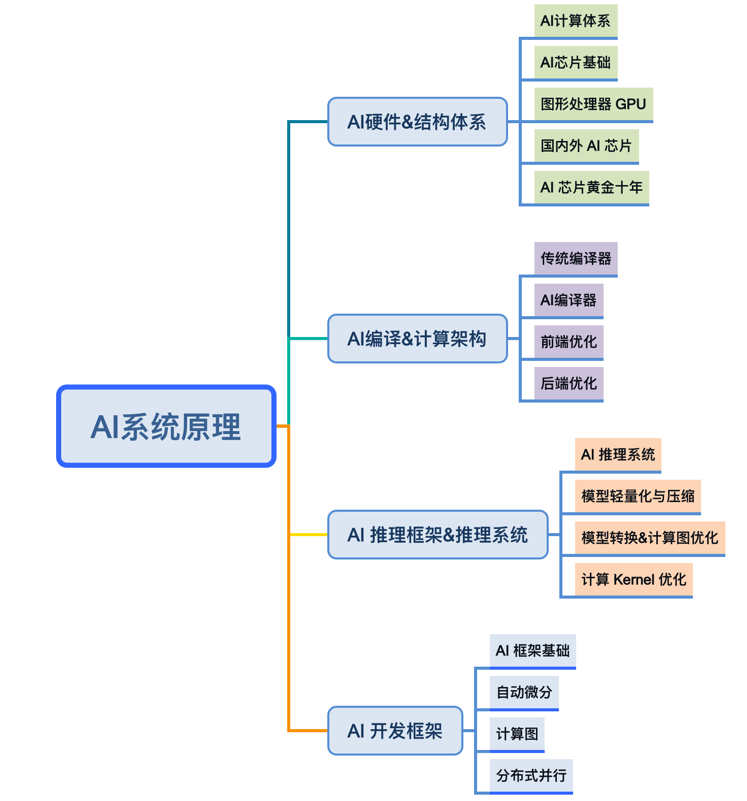 AI系统原理
AI硬件&结构体系
AI计算体系
AI芯片基础
图形处理器 GPU
国内外 AI 芯片
AI 芯片黄金十年
AI编译&计算架构
传统编译器
AI编译器
前端优化
后端优化
AI 推理框架&推理系统
AI 推理系统
模型轻量化与压缩
模型转换&计算图优化
计算 Kernel 优化
AI 开发框架
AI 框架基础
自动微分
计算图
分布式并行